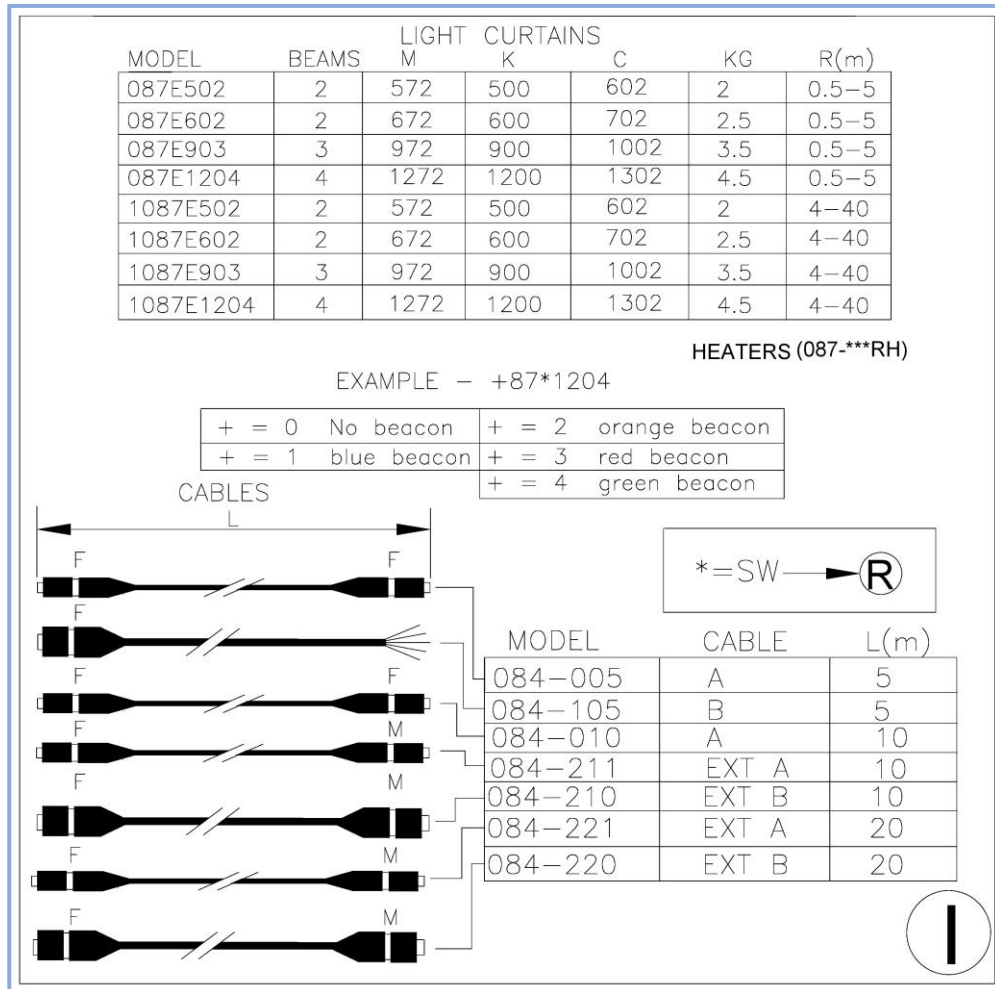 LIGHT CURTAINS
MODEL BEAMS M K C KG R(m)
087E502 2 572 500 602 2 0.5-5
087E602 2 672 600 702 2.5 0.5-5
087E903 3 972 900 1002 3.5 0.5-5
087E1204 4 1272 1200 1302 4.5 0.5-5
1087E502 2 572 500 602 2 4-40
1087E602 2 672 600 702 2.5 4-40
1087E903 3 972 900 1002 3.5 4-40
1087E1204 4 1272 1200 1302 4.5 4-40
HEATERS (087-***RH)
EXAMPLE - +87*1204
+ = 0 No beacon + = 2 orange beacon
+ = 1 blue beacon + = 3 red beacon
+ = 4 green beacon
CABLES
L
F F
F
F F
F M
F M
F M
F M
*=SW R
MODEL CABLE L(m)
084-005 A 5
084-105 B 5
084-010 A 10
084-211 EXT A 10
084-210 EXT B 10
084-221 EXT A 20
084-220 EXT B 20
I